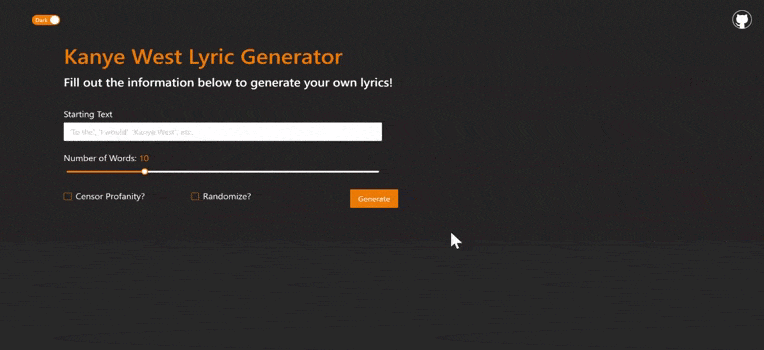 Dark
Kanye West Lyric Generator
Fill out the information below to generate your own lyrics!
Starting Text
"To the", "I would", "Kanye West", etc.
Number of Words: 10
Censor Profanity?
Randomize?
Generate